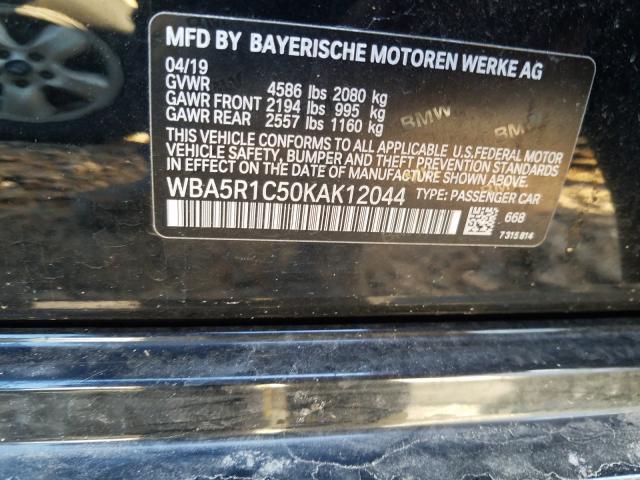 MFD BY BAYERISCHE MOTOREN WERKE AG
04/19
GVWR 4586 lbs 2080 kg
GAWR FRONT 2194 lbs 995 kg
GAWR REAR 2557 lbs 1160 kg
BMW BMW
THIS VEHICLE CONFORMS TO ALL APPLICABLE U.S.FEDERAL MOTOR
VEHICLE SAFETY, BUMPER AND THEFT PREVENTION STANDARDS
IN EFFECT ON THE DATE OF MANUFACTURE SHOWN ABOVE.
WBA5R1C50KAK12044 TYPE: PASSENGER CAR
668
7315814